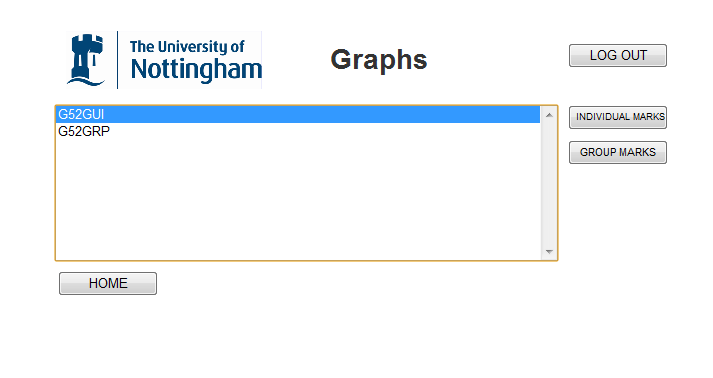 The University of
Nottingham
Graphs
LOG OUT
G52GUI
G52GRP
INDIVIDUAL MARKS
GROUP MARKS
HOME